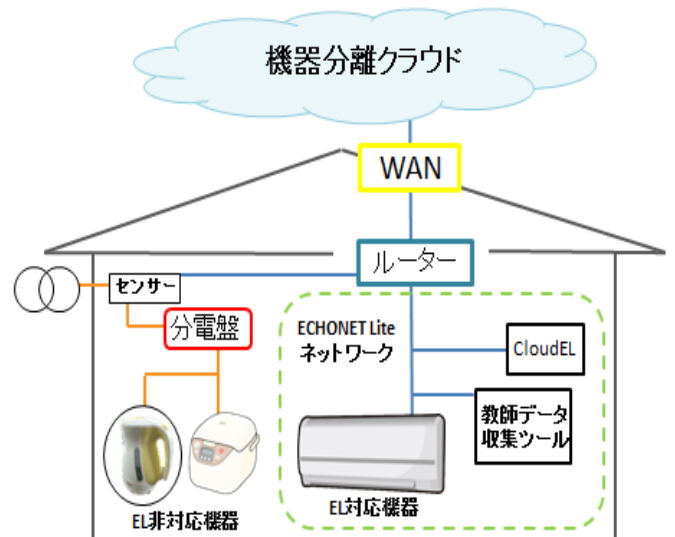 機器分離クラウド
WAN
ルーター
センサー
分電盤
ECHONET Lite
ネットワーク
CloudEL
教師データ
収集ツール
EL対応機器
EL非対応機器